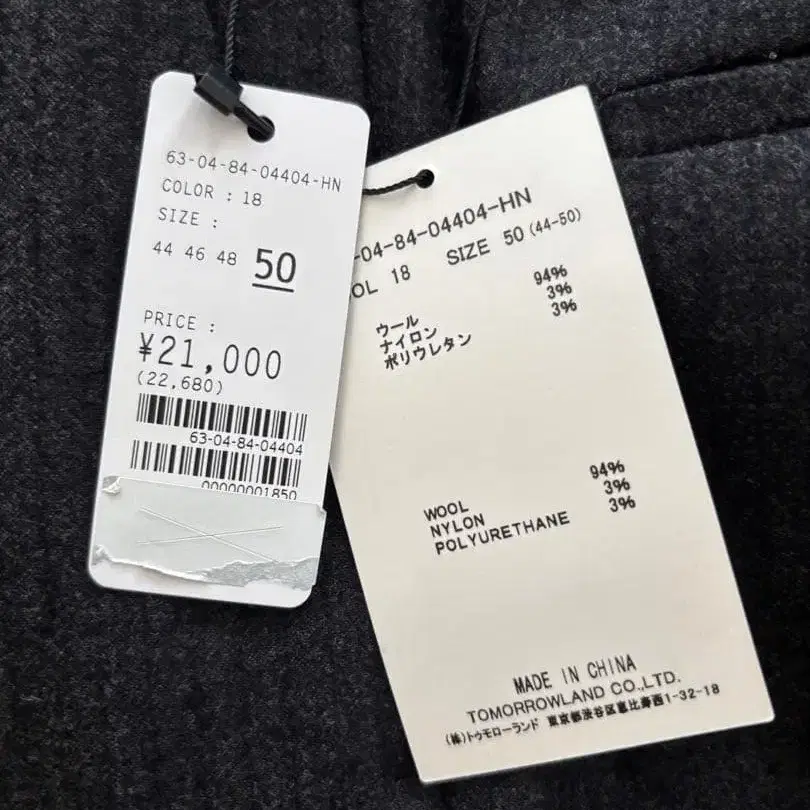 63-04-84-04404-HN
COLOR : 18
SIZE :
44 46 48 50
PRICE :
¥21,000
(22,680)
63-04-84-04404
00000001850
-04-84-04404-HN
OL 18 SIZE 50 (44-50)
ウール 94%
ナイロン 3%
ポリウレタン 3%
WOOL 94%
NYLON 3%
POLYURETHANE 3%
MADE IN CHINA
TOMORROWLAND CO.,LTD.
(株)トゥモローランド 東京都渋谷区恵比寿西1-32-18